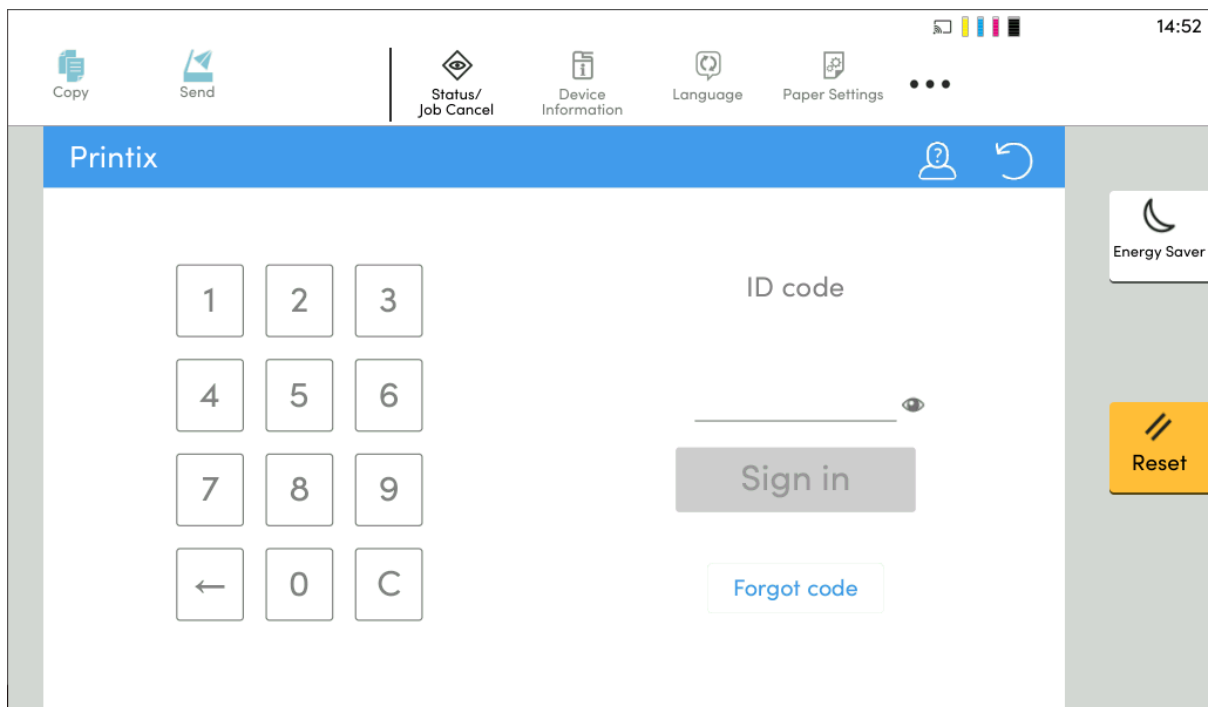 14:52
Copy
Send
Status/
Job Cancel
Device
Information
Language
Paper Settings
Printix
?
Energy Saver
1 2 3
ID code
4 5 6
Reset
7 8 9
Sign in
← 0 C
Forgot code